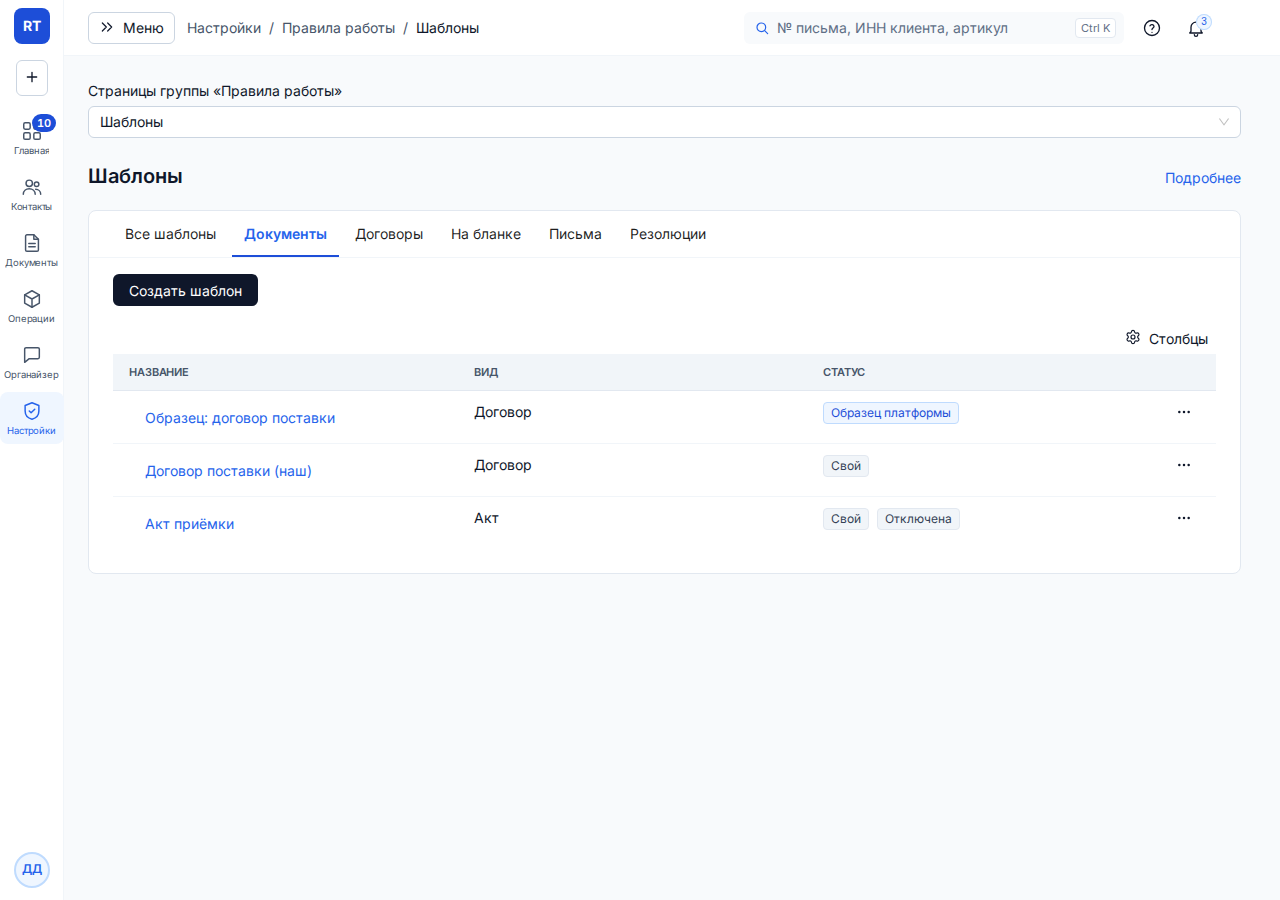 RT
Меню
Настройки / Правила работы / Шаблоны
№ письма, ИНН клиента, артикул
Ctrl K
3
10
Главная
Контакты
Документы
Операции
Органайзер
Настройки
ДД
Страницы группы «Правила работы»
Шаблоны
Шаблоны
Подробнее
Все шаблоны Документы Договоры На бланке Письма Резолюции
Создать шаблон
Столбцы
НАЗВАНИЕ ВИД СТАТУС
Образец: договор поставки Договор Образец платформы
Договор поставки (наш) Договор Свой
Акт приёмки Акт Свой Отключена